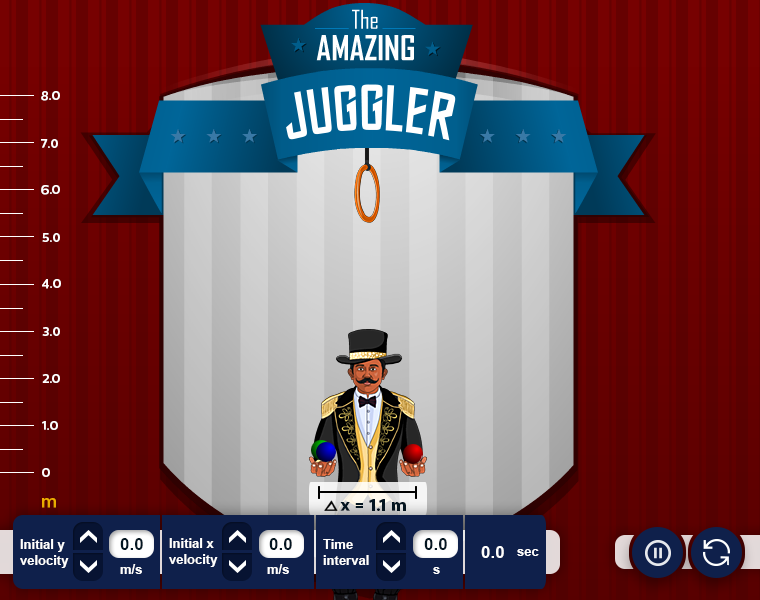 The
AMAZING
JUGGLER
8.0
7.0
6.0
5.0
4.0
3.0
2.0
1.0
0
m
△ x = 1.1 m
Initial y
velocity
0.0
m/s
Initial x
velocity
0.0
m/s
Time
interval
0.0
s
0.0 sec